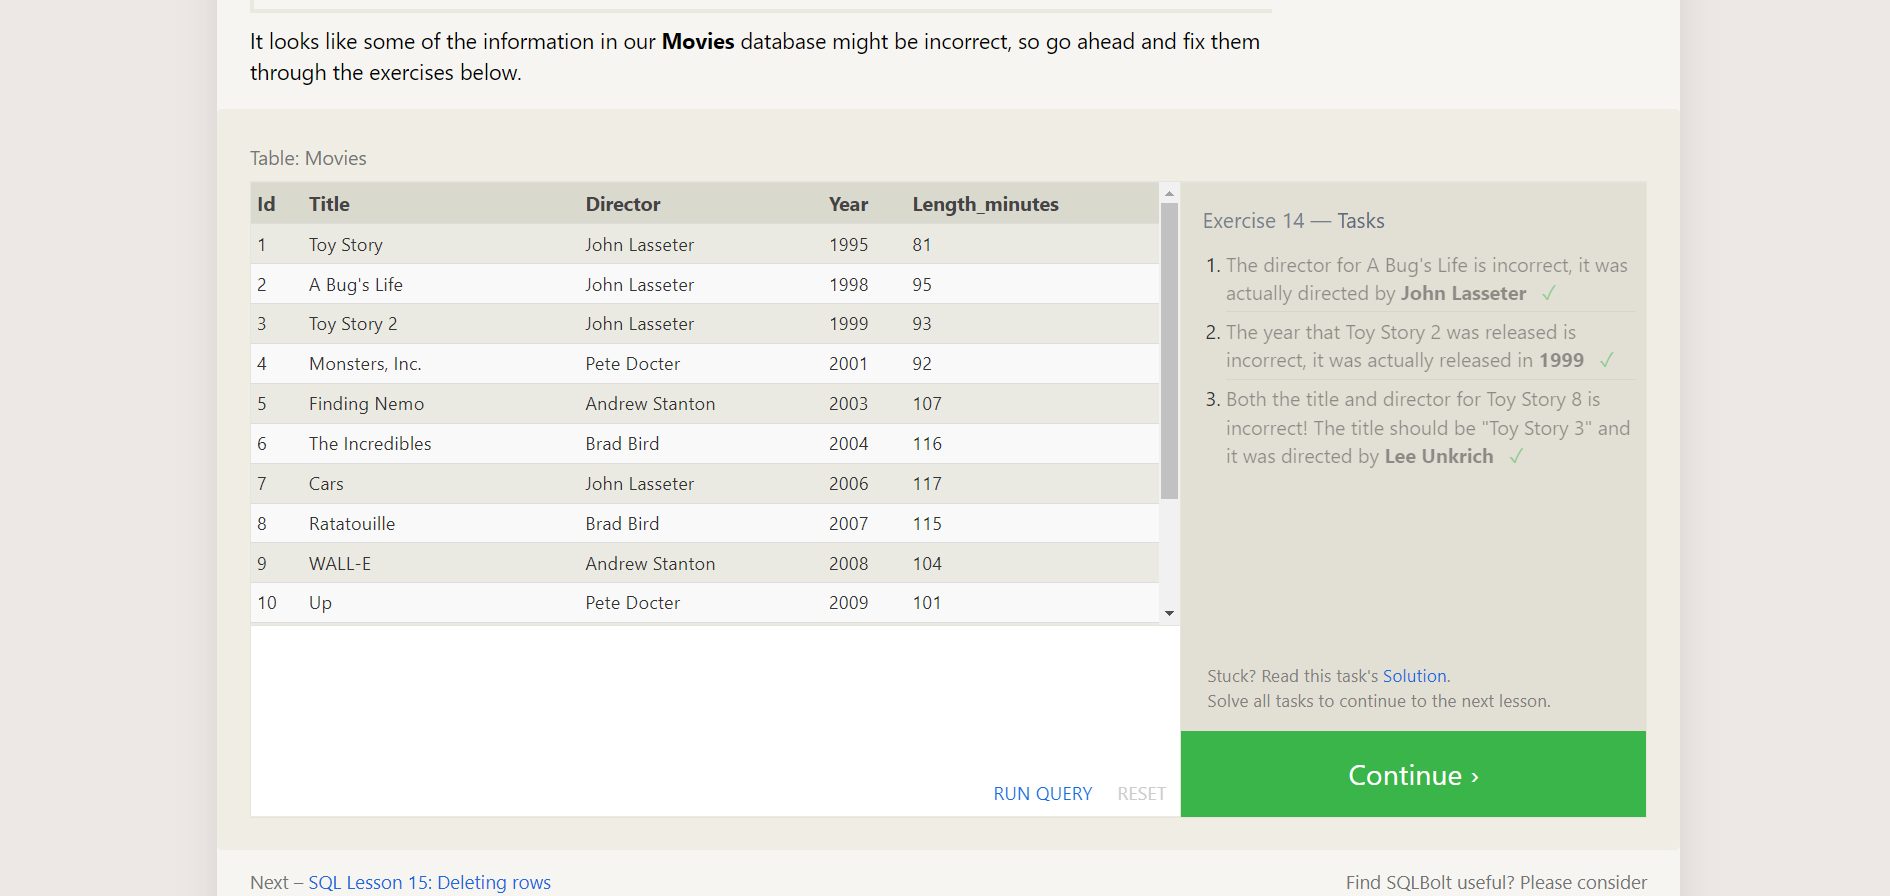 It looks like some of the information in our Movies database might be incorrect, so go ahead and fix them
through the exercises below.
Table: Movies
Id Title Director Year Length_minutes
1 Toy Story John Lasseter 1995 81
2 A Bug's Life John Lasseter 1998 95
3 Toy Story 2 John Lasseter 1999 93
4 Monsters, Inc. Pete Docter 2001 92
5 Finding Nemo Andrew Stanton 2003 107
6 The Incredibles Brad Bird 2004 116
7 Cars John Lasseter 2006 117
8 Ratatouille Brad Bird 2007 115
9 WALL-E Andrew Stanton 2008 104
10 Up Pete Docter 2009 101
RUN QUERY RESET
Exercise 14 — Tasks
1. The director for A Bug's Life is incorrect, it was
actually directed by John Lasseter ✓
2. The year that Toy Story 2 was released is
incorrect, it was actually released in 1999 ✓
3. Both the title and director for Toy Story 8 is
incorrect! The title should be "Toy Story 3" and
it was directed by Lee Unkrich ✓
Stuck? Read this task's Solution.
Solve all tasks to continue to the next lesson.
Continue ›
Next – SQL Lesson 15: Deleting rows
Find SQLBolt useful? Please consider